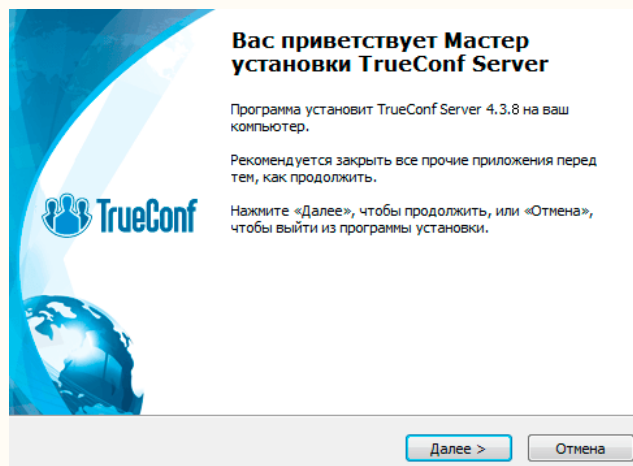 Вас приветствует Мастер
установки TrueConf Server
Программа установит TrueConf Server 4.3.8 на ваш
компьютер.
Рекомендуется закрыть все прочие приложения перед
тем, как продолжить.
Нажмите «Далее», чтобы продолжить, или «Отмена»,
чтобы выйти из программы установки.
TrueConf
Далее >
Отмена